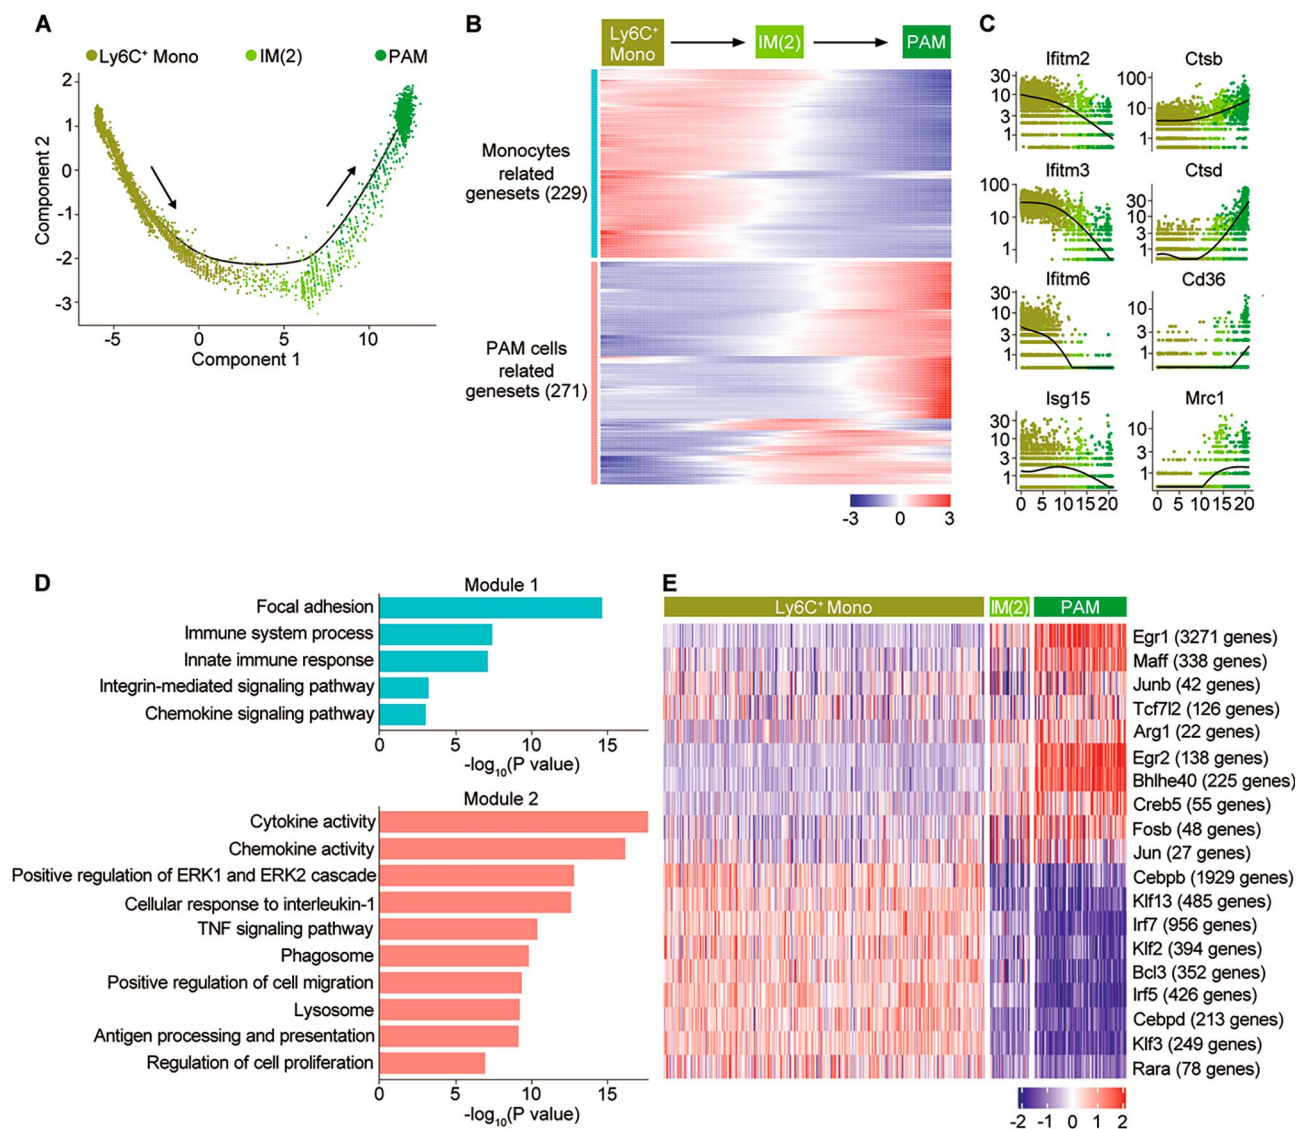 A
Ly6C+ Mono
IM(2)
PAM
2
1
0
-1
-2
-3
Component 2
-5
0
5
10
Component 1
B
Ly6C+
Mono
IM(2)
PAM
Monocytes
related
genesets (229)
PAM cells
related
genesets (271)
-3
0
3
C
Ifitm2
30
10
3
1
Ctsb
100
10
1
Ifitm3
100
10
1
Ctsd
30
10
3
1
Ifitm6
30
10
3
1
Cd36
10
3
1
Isg15
30
10
3
1
0 5 10 15 20
Mrc1
10
3
1
0 5 10 15 20
D
Module 1
Focal adhesion
Immune system process
Innate immune response
Integrin-mediated signaling pathway
Chemokine signaling pathway
0
5
10
15
-log10(P value)
Module 2
Cytokine activity
Chemokine activity
Positive regulation of ERK1 and ERK2 cascade
Cellular response to interleukin-1
TNF signaling pathway
Phagosome
Positive regulation of cell migration
Lysosome
Antigen processing and presentation
Regulation of cell proliferation
0
5
10
15
-log10(P value)
E
Ly6C+ Mono
IM(2)
PAM
Egr1 (3271 genes)
Maff (338 genes)
Junb (42 genes)
Tcf7l2 (126 genes)
Arg1 (22 genes)
Egr2 (138 genes)
Bhlhe40 (225 genes)
Creb5 (55 genes)
Fosb (48 genes)
Jun (27 genes)
Cebpb (1929 genes)
Klf13 (485 genes)
Irf7 (956 genes)
Klf2 (394 genes)
Bcl3 (352 genes)
Irf5 (426 genes)
Cebpd (213 genes)
Klf3 (249 genes)
Rara (78 genes)
-2 -1 0 1 2